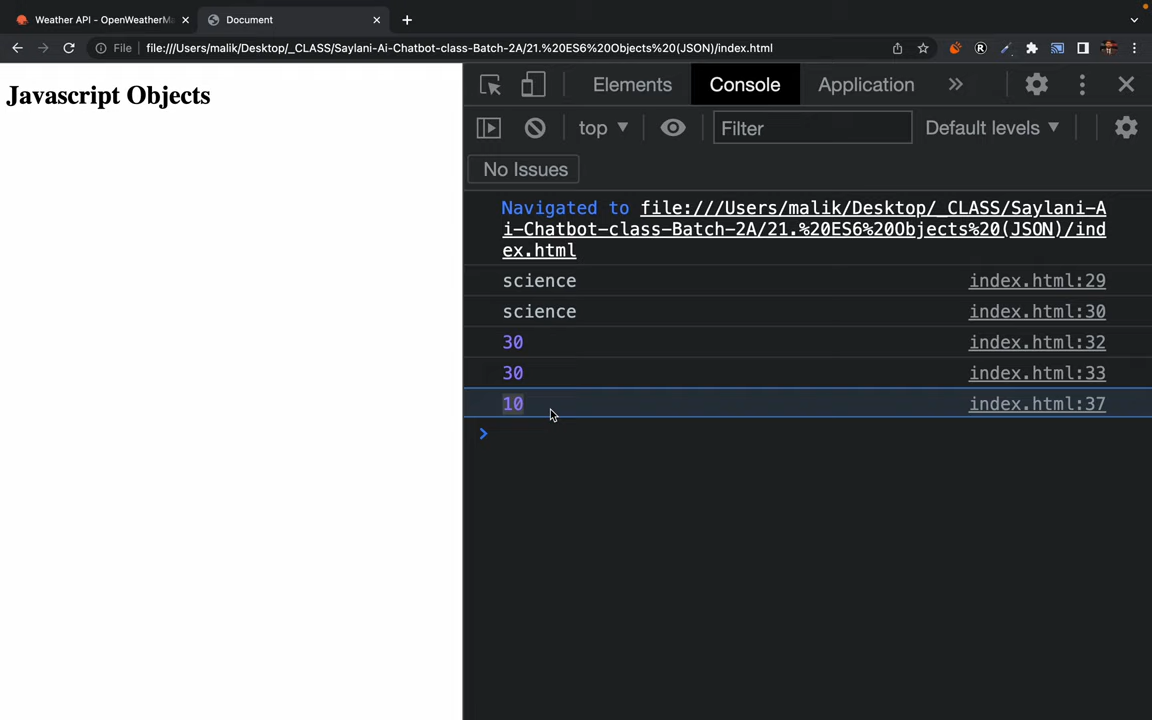 Weather API - OpenWeatherMa
Document
File
file:///Users/malik/Desktop/_CLASS/Saylani-Ai-Chatbot-class-Batch-2A/21.%20ES6%20Objects%20(JSON)/index.html
Javascript Objects
Elements
Console
Application
top
Filter
Default levels
No Issues
Navigated to file:///Users/malik/Desktop/_CLASS/Saylani-A
i-Chatbot-class-Batch-2A/21.%20ES6%20Objects%20(JSON)/ind
ex.html
science index.html:29
science index.html:30
30 index.html:32
30 index.html:33
10 index.html:37